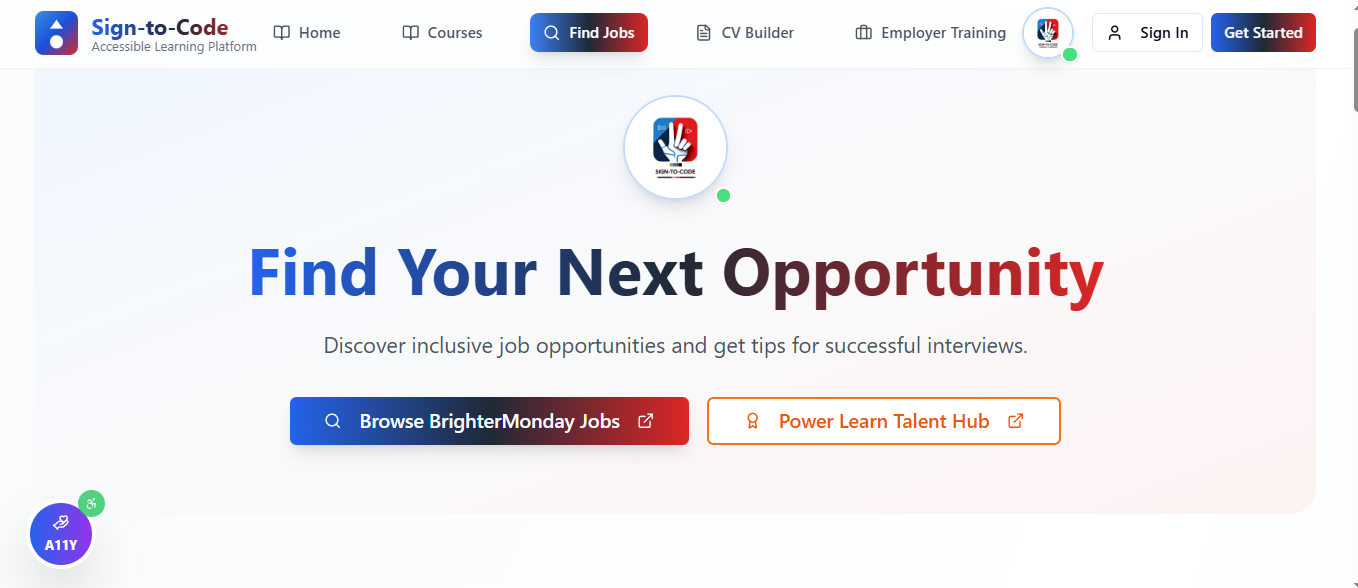 Sign-to-Code
Accessible Learning Platform
Home
Courses
Find Jobs
CV Builder
Employer Training
Sign In
Get Started
SIGN-TO-CODE
Find Your Next Opportunity
Discover inclusive job opportunities and get tips for successful interviews.
Browse BrighterMonday Jobs
Power Learn Talent Hub
A11Y